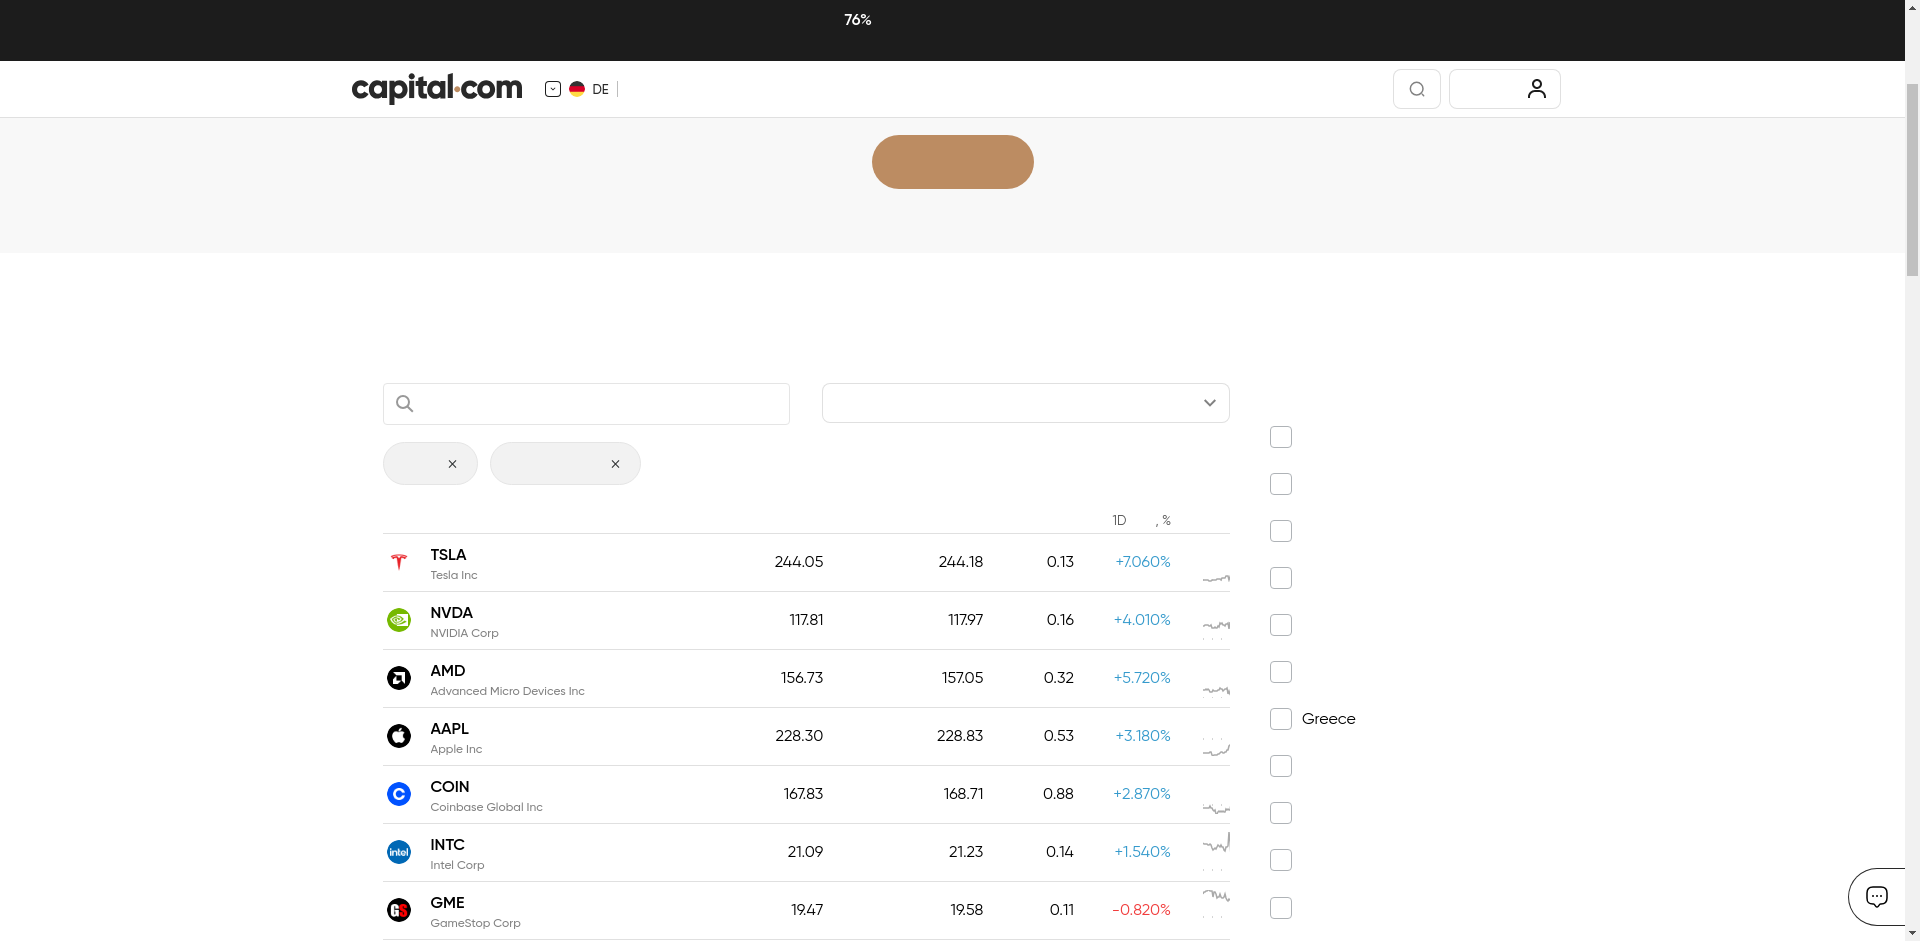 76%
capital.com
DE
1D , %
TSLA 244.05 244.18 0.13 +7.060%
Tesla Inc
NVDA 117.81 117.97 0.16 +4.010%
NVIDIA Corp
AMD 156.73 157.05 0.32 +5.720%
Advanced Micro Devices Inc
AAPL 228.30 228.83 0.53 +3.180%
Apple Inc
Greece
COIN 167.83 168.71 0.88 +2.870%
Coinbase Global Inc
intel
INTC 21.09 21.23 0.14 +1.540%
Intel Corp
GS
GME 19.47 19.58 0.11 -0.820%
GameStop Corp